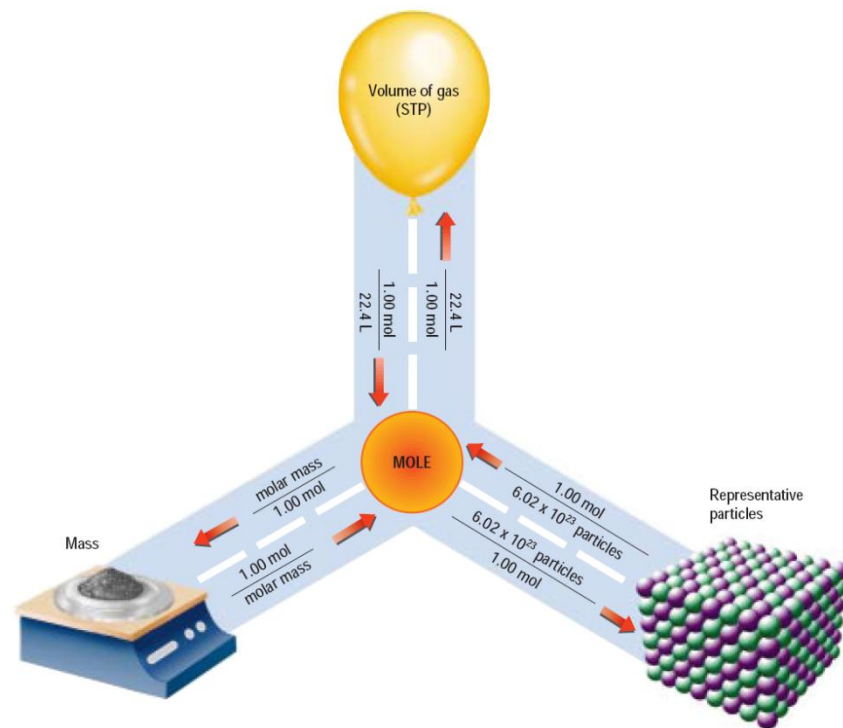 Volume of gas
(STP)
1.00 mol
22.4 L
22.4 L
1.00 mol
MOLE
molar mass
1.00 mol
1.00 mol
molar mass
Mass
1.00 mol
6.02 x 10²³ particles
6.02 x 10²³ particles
1.00 mol
Representative
particles